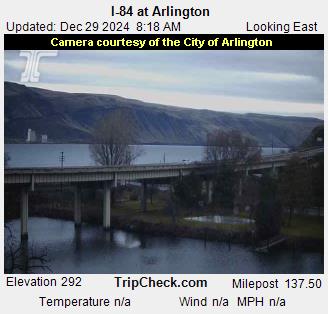 I-84 at Arlington
Updated: Dec 29 2024 8:18 AM Looking East
Camera courtesy of the City of Arlington
Elevation 292 TripCheck.com Milepost 137.50
Temperature n/a Wind n/a MPH n/a